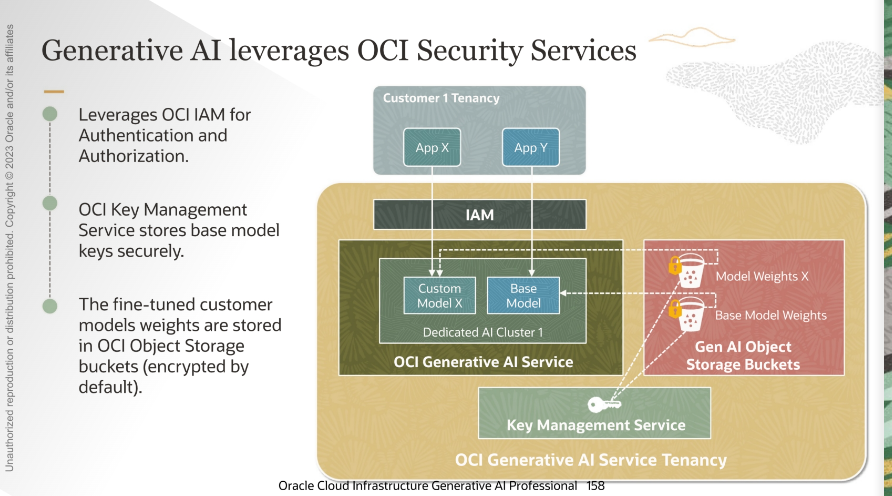 Generative AI leverages OCI Security Services
Unauthorized reproduction or distribution prohibited. Copyright © 2023 Oracle and/or its affiliates
Leverages OCI IAM for
Authentication and
Authorization.
OCI Key Management
Service stores base model
keys securely.
The fine-tuned customer
models weights are stored
in OCI Object Storage
buckets (encrypted by
default).
Customer 1 Tenancy
App X
App Y
IAM
Custom
Model X
Base
Model
Dedicated AI Cluster 1
OCI Generative AI Service
Model Weights X
Base Model Weights
Gen AI Object
Storage Buckets
Key Management Service
OCI Generative AI Service Tenancy
Oracle Cloud Infrastructure Generative AI Professional 158